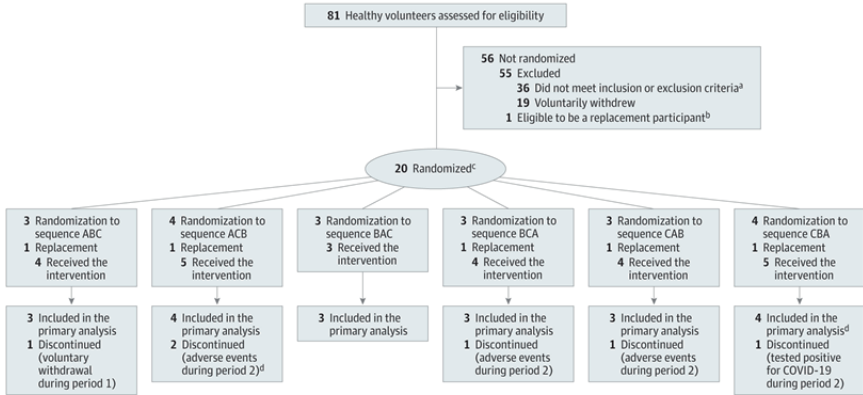 81 Healthy volunteers assessed for eligibility
56 Not randomized
55 Excluded
36 Did not meet inclusion or exclusion criteriaᵃ
19 Voluntarily withdrew
1 Eligible to be a replacement participantᵇ
20 Randomizedᶜ
3 Randomization to
sequence ABC
1 Replacement
4 Received the
intervention
4 Randomization to
sequence ACB
1 Replacement
5 Received the
intervention
3 Randomization to
sequence BAC
3 Received the
intervention
3 Randomization to
sequence BCA
1 Replacement
4 Received the
intervention
3 Randomization to
sequence CAB
1 Replacement
4 Received the
intervention
4 Randomization to
sequence CBA
1 Replacement
5 Received the
intervention
3 Included in the
primary analysis
1 Discontinued
(voluntary
withdrawal
during period 1)
4 Included in the
primary analysis
2 Discontinued
(adverse events
during period 2)ᵈ
3 Included in the
primary analysis
3 Included in the
primary analysis
1 Discontinued
(adverse events
during period 2)
3 Included in the
primary analysis
1 Discontinued
(adverse events
during period 2)
4 Included in the
primary analysisᵈ
1 Discontinued
(tested positive
for COVID-19
during period 2)